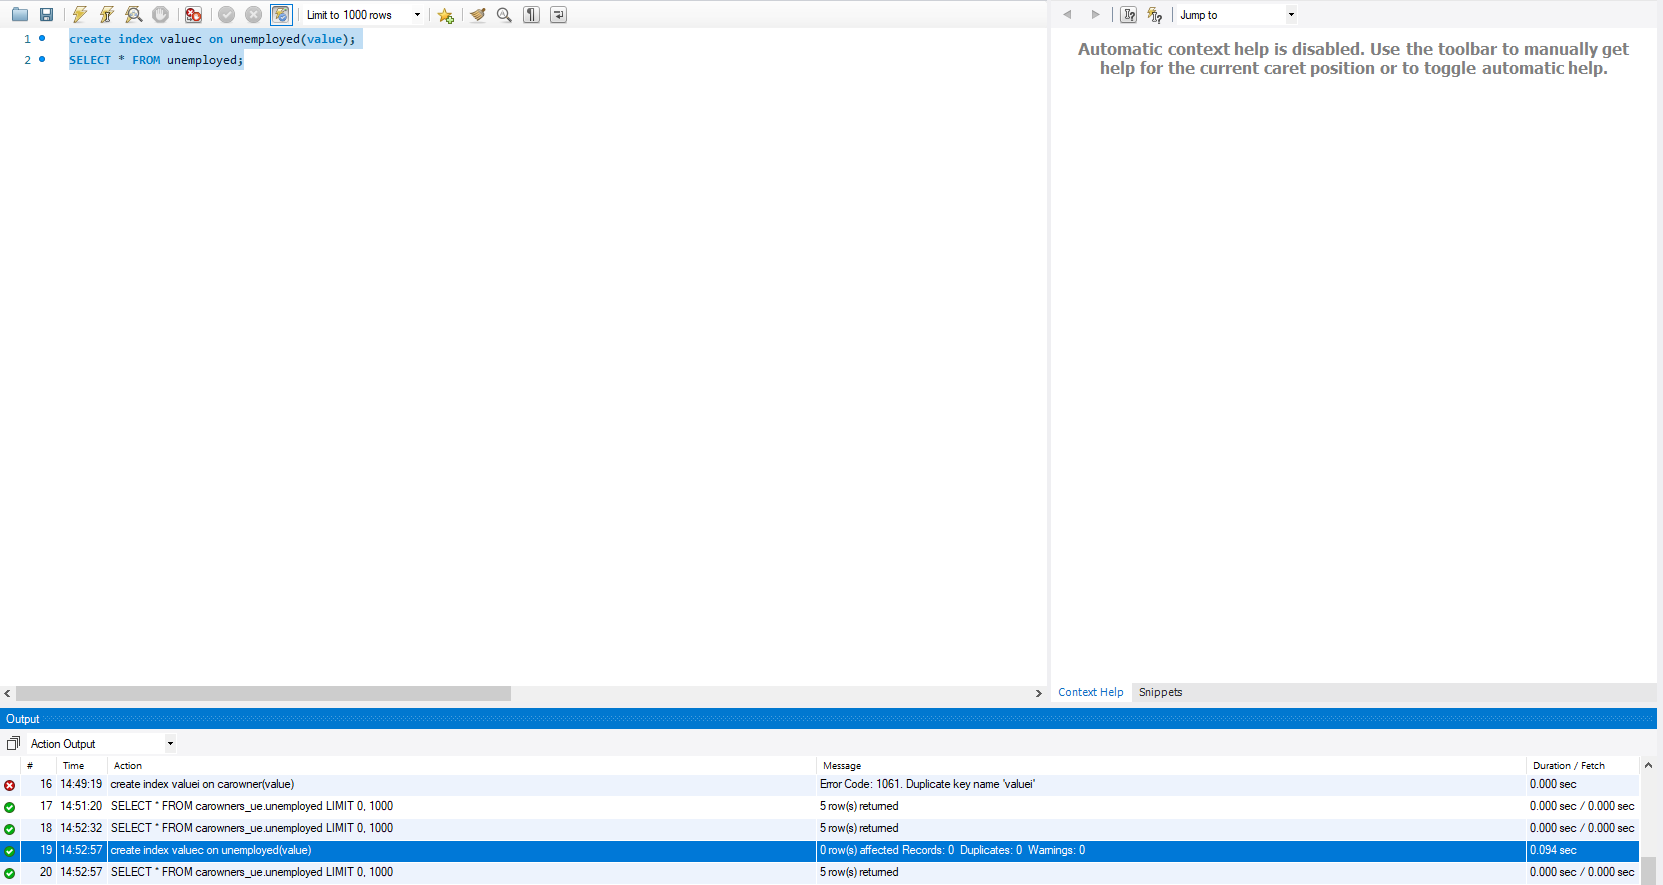 Limit to 1000 rows
Jump to
1 create index valuec on unemployed(value);
2 SELECT * FROM unemployed;
Automatic context help is disabled. Use the toolbar to manually get
help for the current caret position or to toggle automatic help.
Context Help Snippets
Output
Action Output
# Time Action Message Duration / Fetch
16 14:49:19 create index valuei on carowner(value) Error Code: 1061. Duplicate key name 'valuei' 0.000 sec
17 14:51:20 SELECT * FROM carowners_ue.unemployed LIMIT 0, 1000 5 row(s) returned 0.000 sec / 0.000 sec
18 14:52:32 SELECT * FROM carowners_ue.unemployed LIMIT 0, 1000 5 row(s) returned 0.000 sec / 0.000 sec
19 14:52:57 create index valuec on unemployed(value) 0 row(s) affected Records: 0 Duplicates: 0 Warnings: 0 0.094 sec
20 14:52:57 SELECT * FROM carowners_ue.unemployed LIMIT 0, 1000 5 row(s) returned 0.000 sec / 0.000 sec